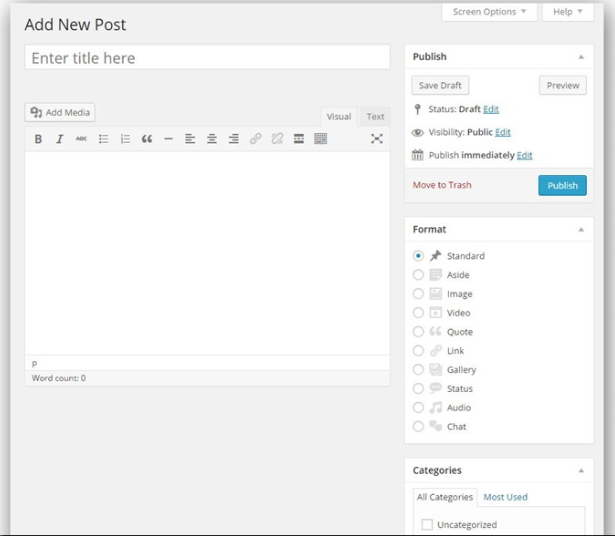 Screen Options
Help
Add New Post
Enter title here
Add Media
Visual
Text
B I ABC
P
Word count: 0
Publish
Save Draft
Preview
Status: Draft Edit
Visibility: Public Edit
Publish immediately Edit
Move to Trash
Publish
Format
Standard
Aside
Image
Video
Quote
Link
Gallery
Status
Audio
Chat
Categories
All Categories
Most Used
Uncategorized